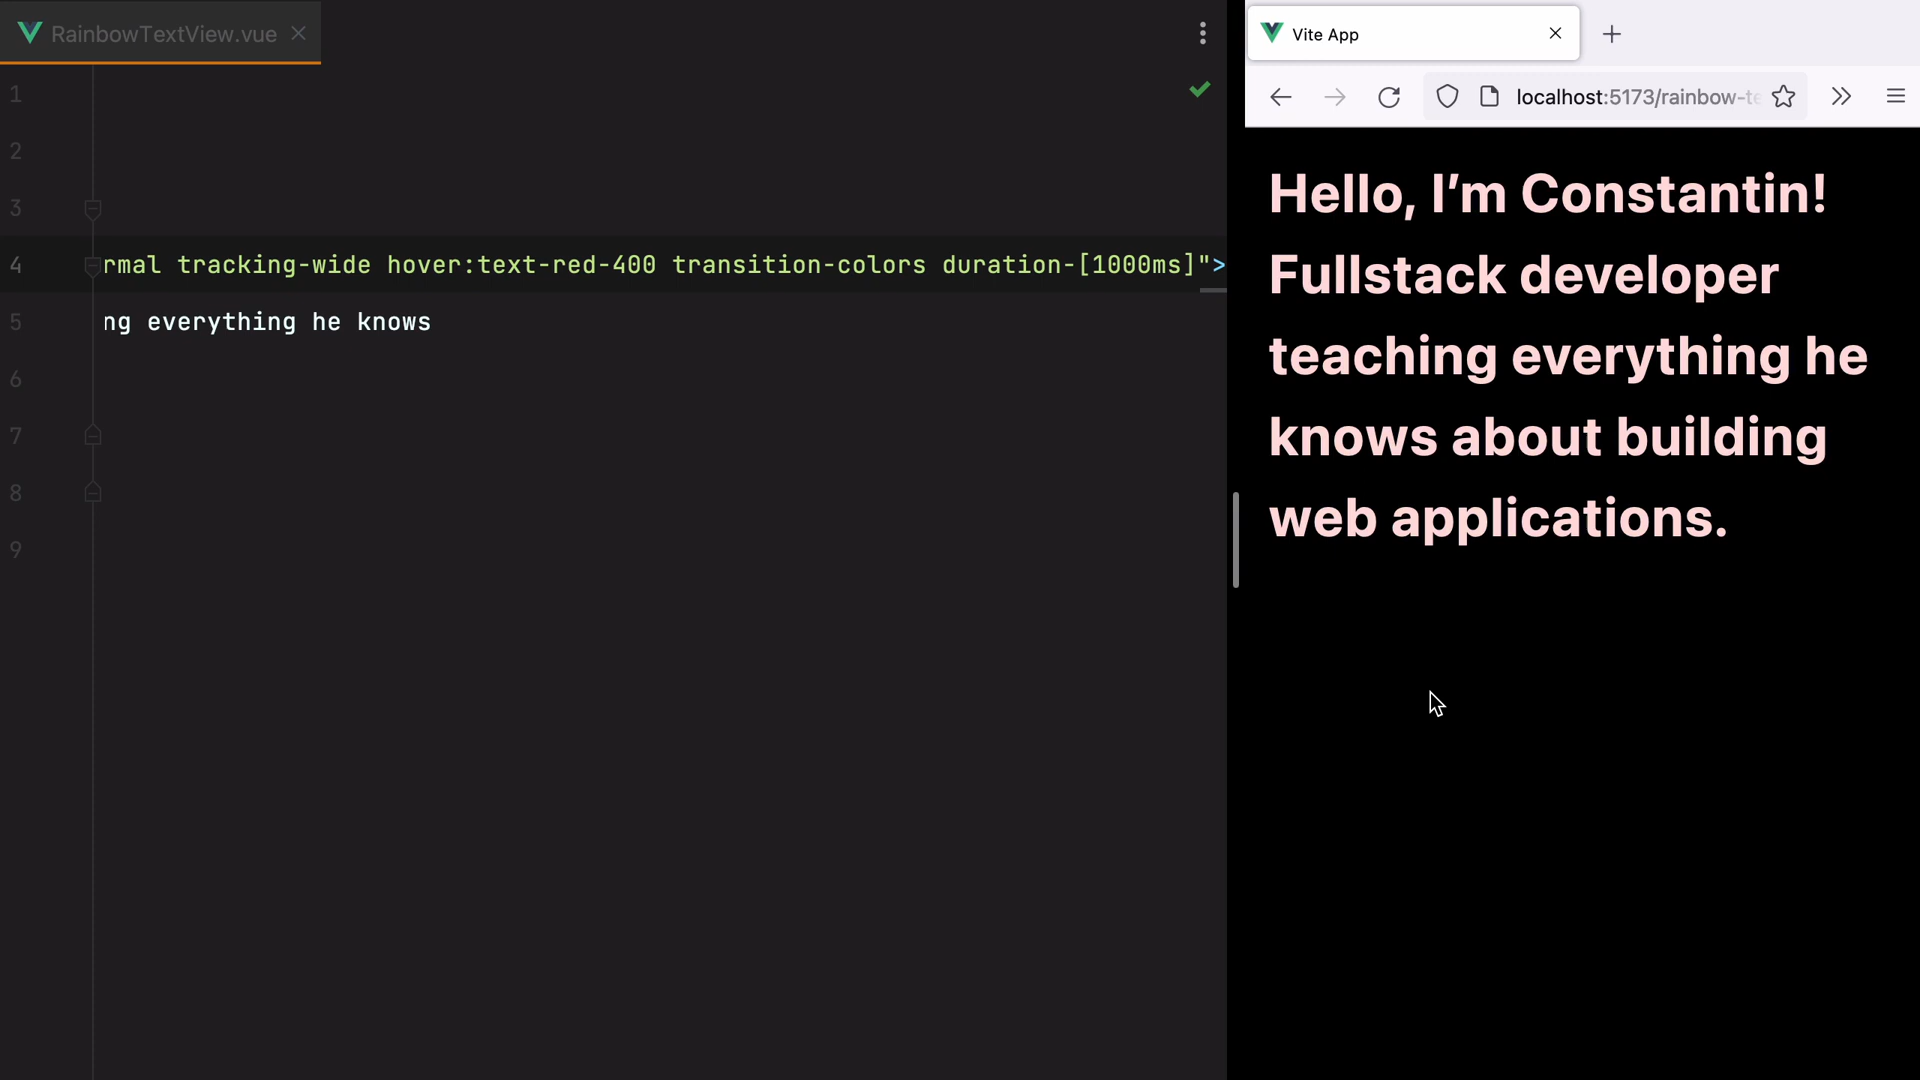 RainbowTextView.vue
1
2
3
4 rmal tracking-wide hover:text-red-400 transition-colors duration-[1000ms]">
5 ng everything he knows
6
7
8
9
Vite App
localhost:5173/rainbow-te
Hello, I’m Constantin!
Fullstack developer
teaching everything he
knows about building
web applications.